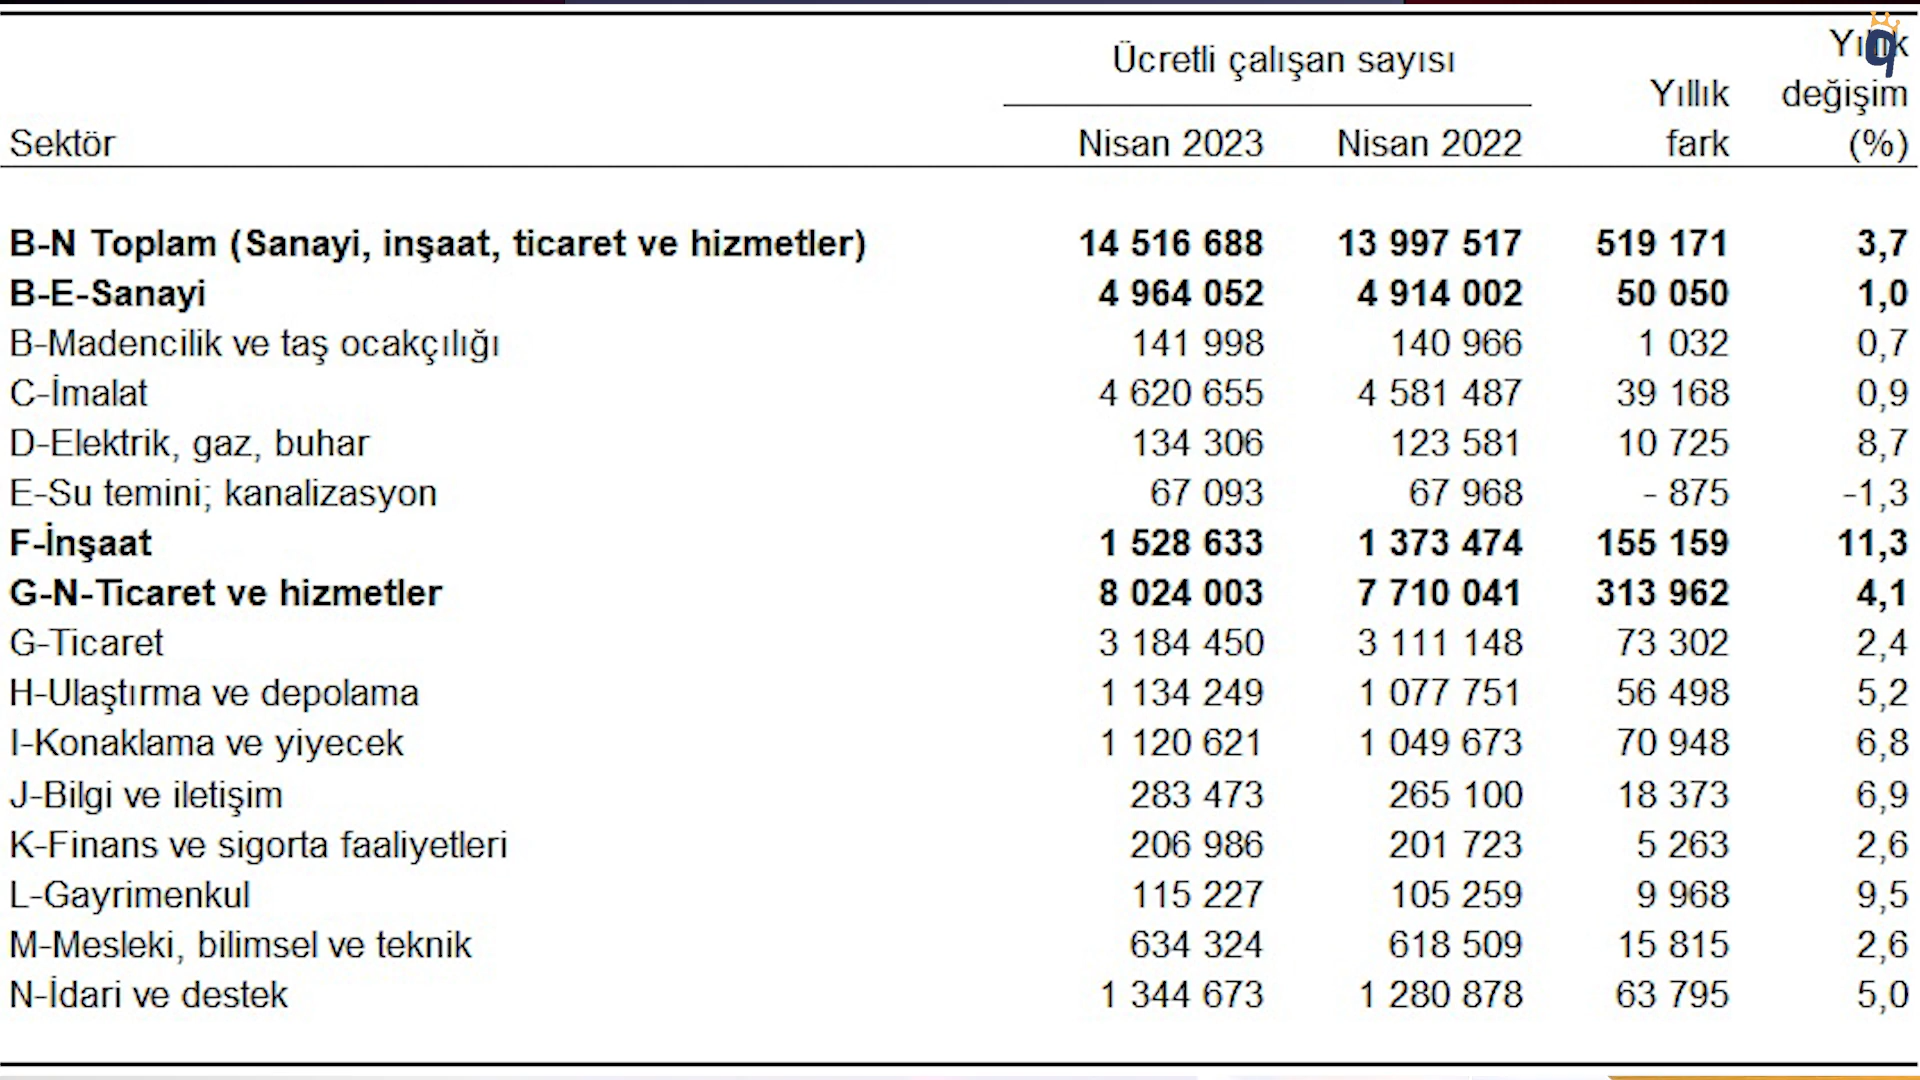 Ücretli çalışan sayısı
Yıllık fark
Yıllık değişim (%)
Sektör Nisan 2023 Nisan 2022
B-N Toplam (Sanayi, inşaat, ticaret ve hizmetler) 14 516 688 13 997 517 519 171 3,7
B-E-Sanayi 4 964 052 4 914 002 50 050 1,0
B-Madencilik ve taş ocakçılığı 141 998 140 966 1 032 0,7
C-İmalat 4 620 655 4 581 487 39 168 0,9
D-Elektrik, gaz, buhar 134 306 123 581 10 725 8,7
E-Su temini; kanalizasyon 67 093 67 968 - 875 -1,3
F-İnşaat 1 528 633 1 373 474 155 159 11,3
G-N-Ticaret ve hizmetler 8 024 003 7 710 041 313 962 4,1
G-Ticaret 3 184 450 3 111 148 73 302 2,4
H-Ulaştırma ve depolama 1 134 249 1 077 751 56 498 5,2
I-Konaklama ve yiyecek 1 120 621 1 049 673 70 948 6,8
J-Bilgi ve iletişim 283 473 265 100 18 373 6,9
K-Finans ve sigorta faaliyetleri 206 986 201 723 5 263 2,6
L-Gayrimenkul 115 227 105 259 9 968 9,5
M-Mesleki, bilimsel ve teknik 634 324 618 509 15 815 2,6
N-İdari ve destek 1 344 673 1 280 878 63 795 5,0